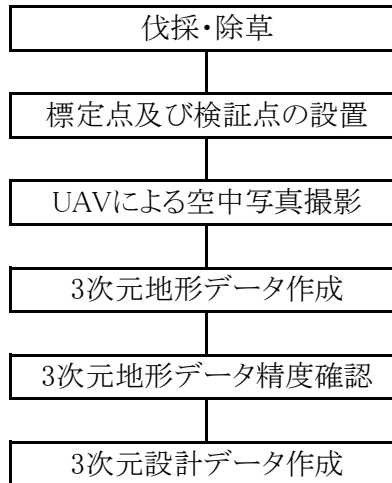 伐採・除草
標定点及び検証点の設置
UAVによる空中写真撮影
3次元地形データ作成
3次元地形データ精度確認
3次元設計データ作成